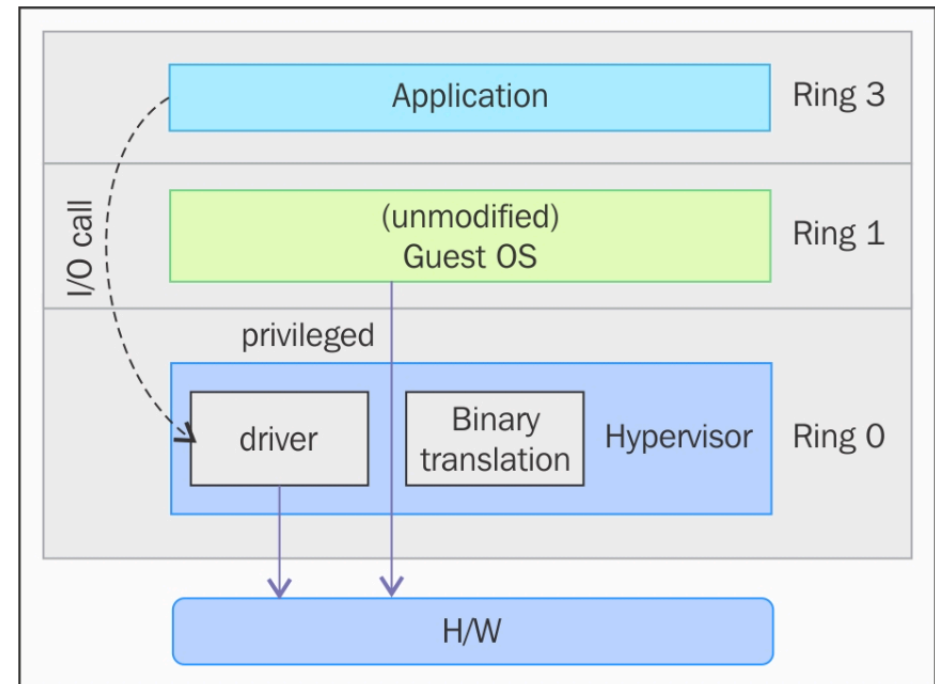 Application
Ring 3
I/O call
(unmodified)
Guest OS
Ring 1
privileged
driver
Binary
translation
Hypervisor
Ring 0
H/W